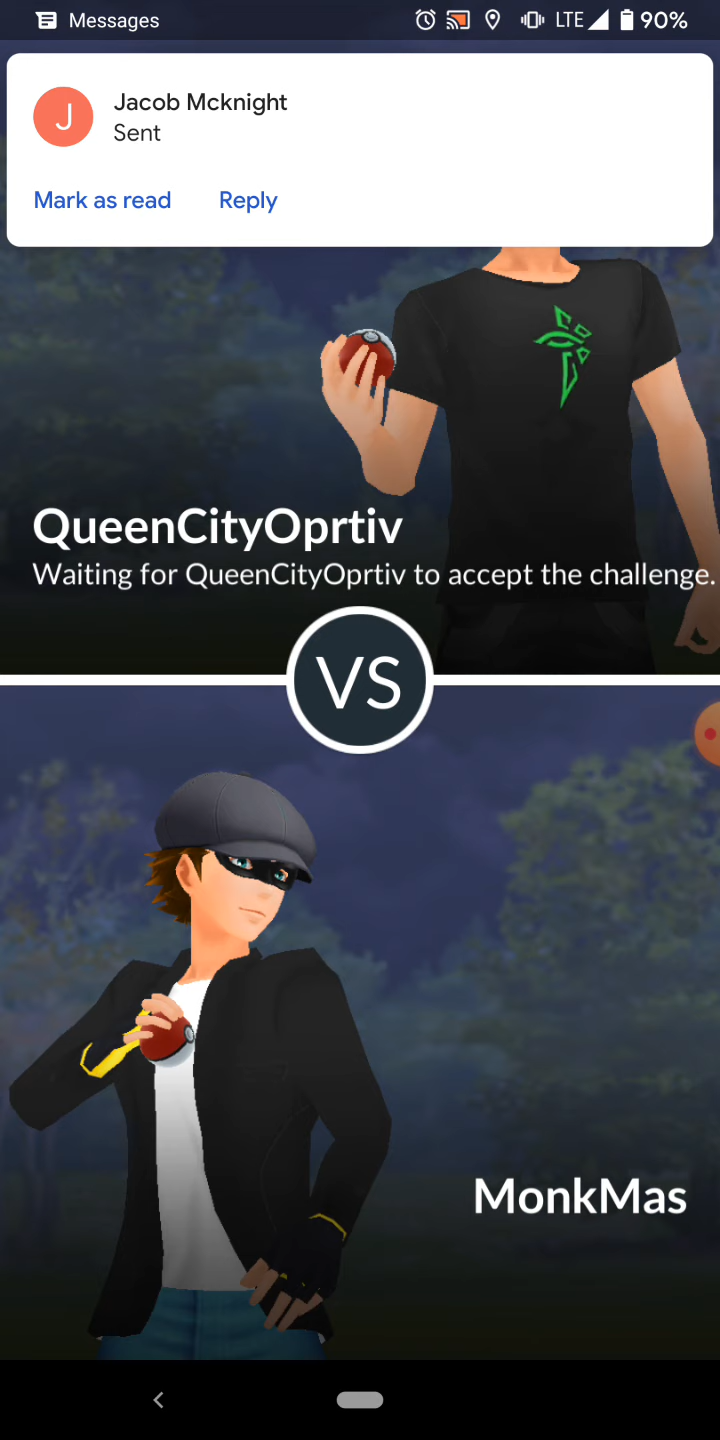 Messages LTE 90%
J
Jacob Mcknight
Sent
Mark as read Reply
QueenCityOprtiv
Waiting for QueenCityOprtiv to accept the challenge.
VS
MonkMas